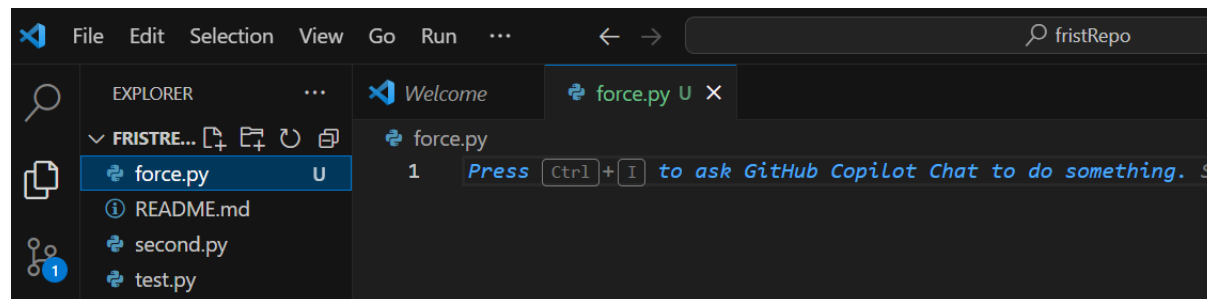 File Edit Selection View Go Run ··· ← → fristRepo
EXPLORER ··· Welcome force.py U ×
FRISTRE... force.py
force.py U 1 Press Ctrl+I to ask GitHub Copilot Chat to do something. S
README.md
second.py
1
test.py